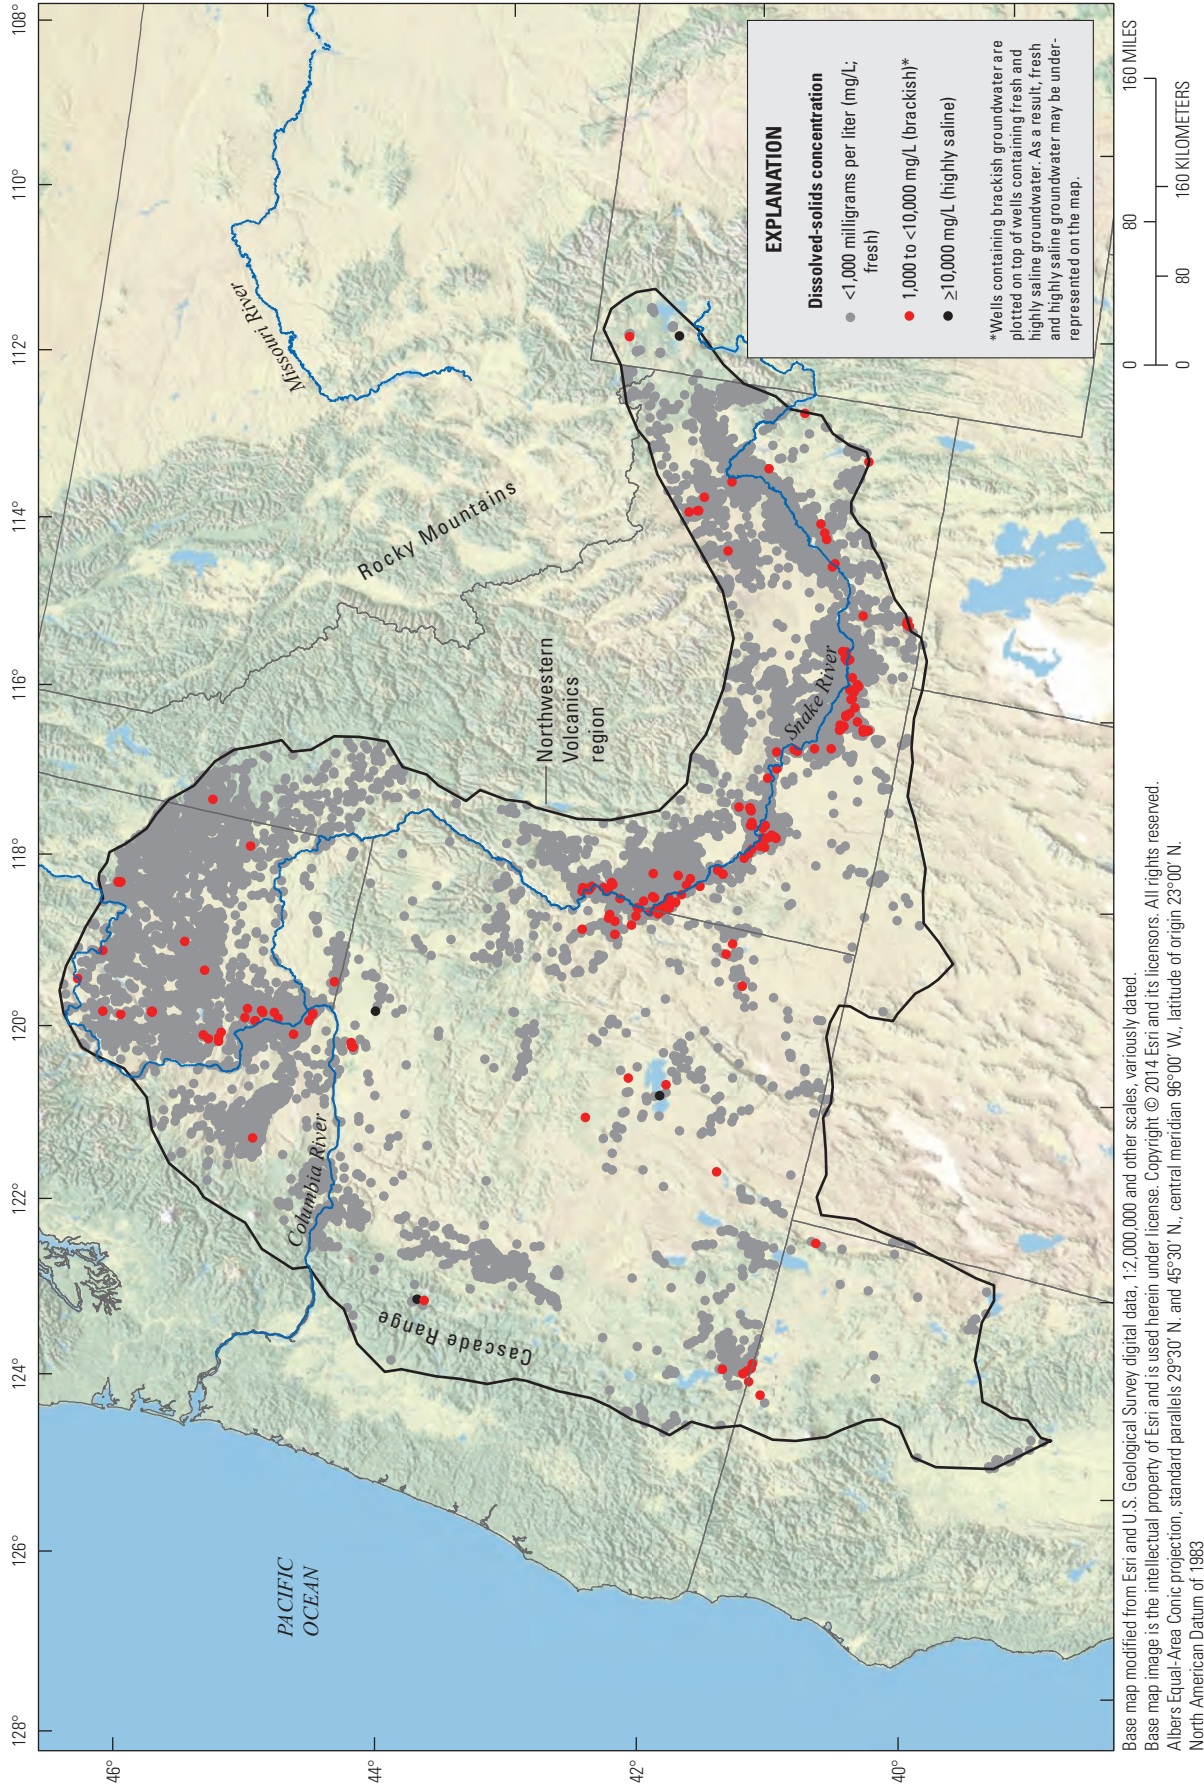 128°
126°
124°
122°
120°
118°
116°
114°
112°
110°
108°
46°
44°
42°
40°
PACIFIC
OCEAN
Columbia River
Cascade Range
Missouri River
Rocky Mountains
Northwestern
Volcanics
region
Snake River
EXPLANATION
Dissolved-solids concentration
<1,000 milligrams per liter (mg/L;
fresh)
1,000 to <10,000 mg/L (brackish)*
≥10,000 mg/L (highly saline)
*Wells containing brackish groundwater are
plotted on top of wells containing fresh and
highly saline groundwater. As a result, fresh
and highly saline groundwater may be under-
represented on the map.
0 80 160 MILES
0 80 160 KILOMETERS
Base map modified from Esri and U.S. Geological Survey digital data, 1:2,000,000 and other scales, variously dated.
Base map image is the intellectual property of Esri and is used herein under license. Copyright © 2014 Esri and its licensors. All rights reserved.
Albers Equal-Area Conic projection, standard parallels 29°30' N. and 45°30' N., central meridian 96°00' W., latitude of origin 23°00' N.
North American Datum of 1983